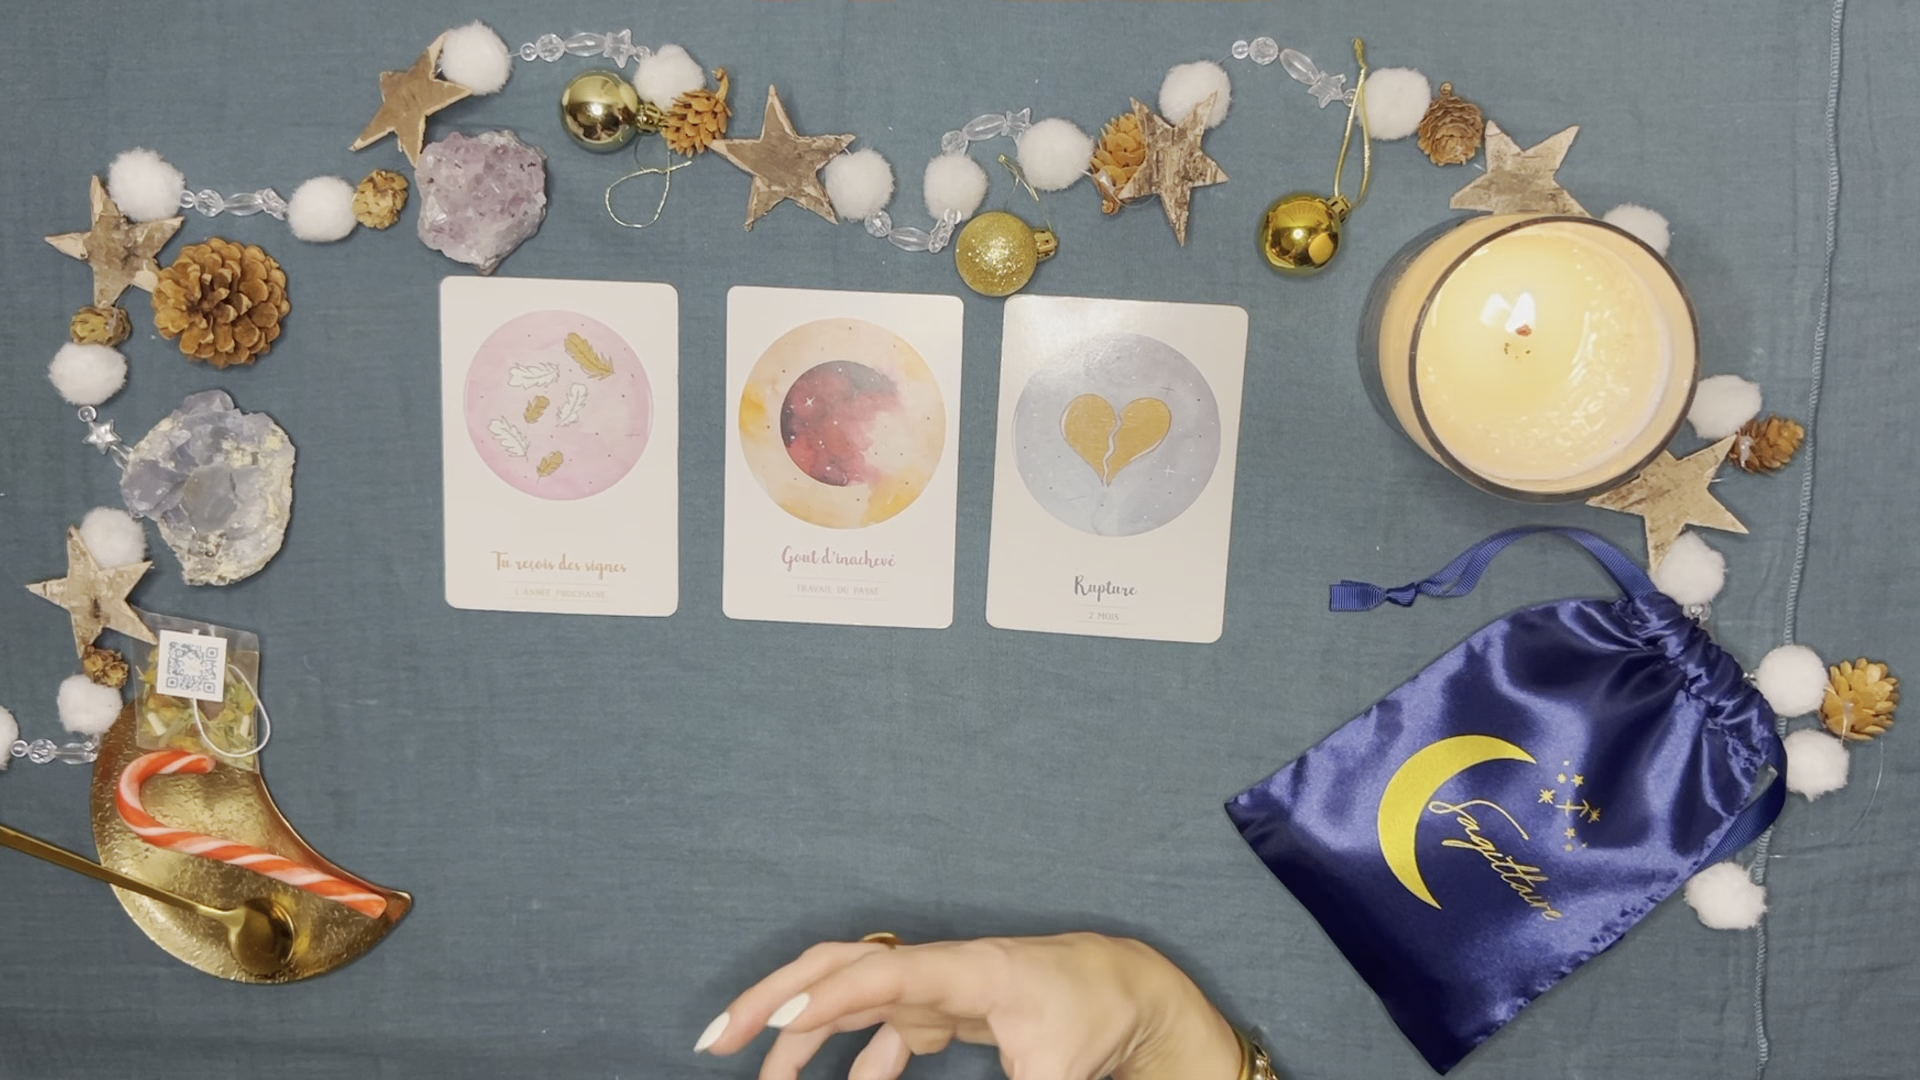 Tu reçois des signes
L'ANNÉE PROCHAINE
Goût d'inachevé
TRAVAIL DU PASSÉ
Rupture
2 MOIS
Sagittaire